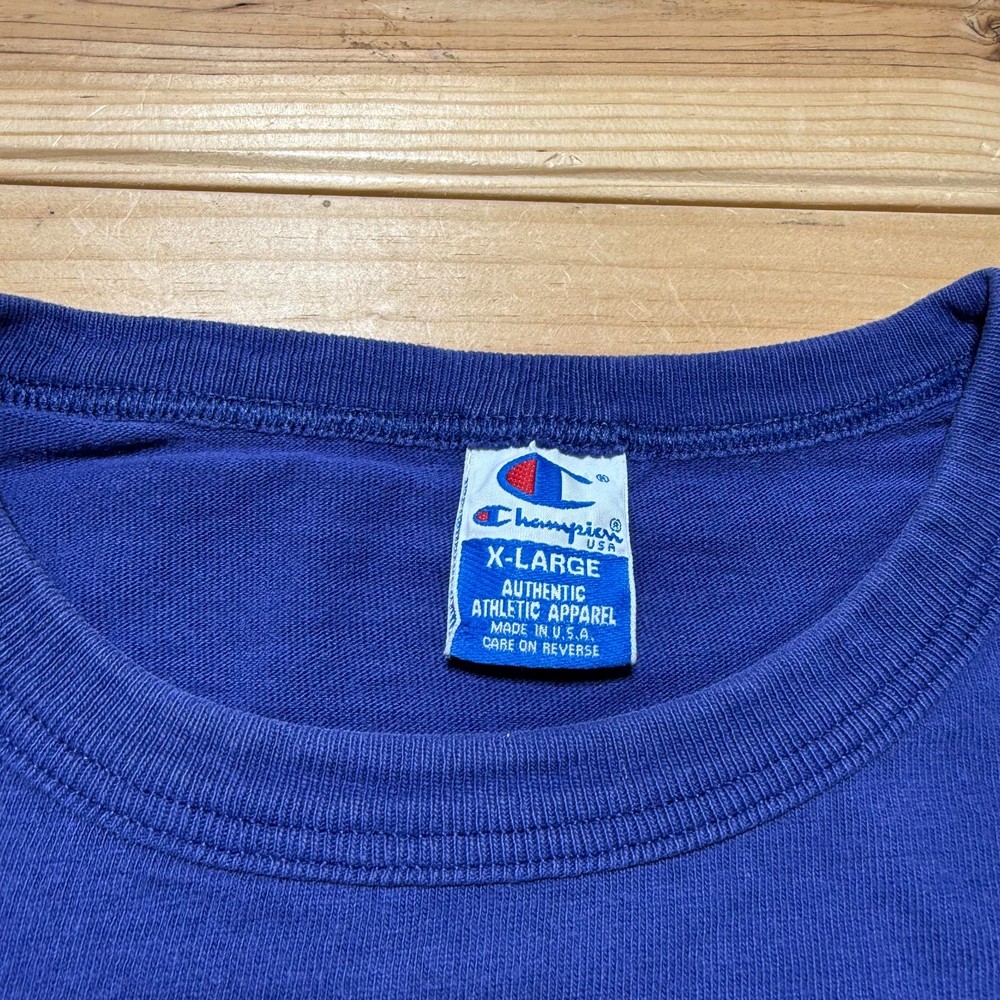 ®
Champion®
USA
X-LARGE
AUTHENTIC
ATHLETIC APPAREL
MADE IN U.S.A.
CARE ON REVERSE